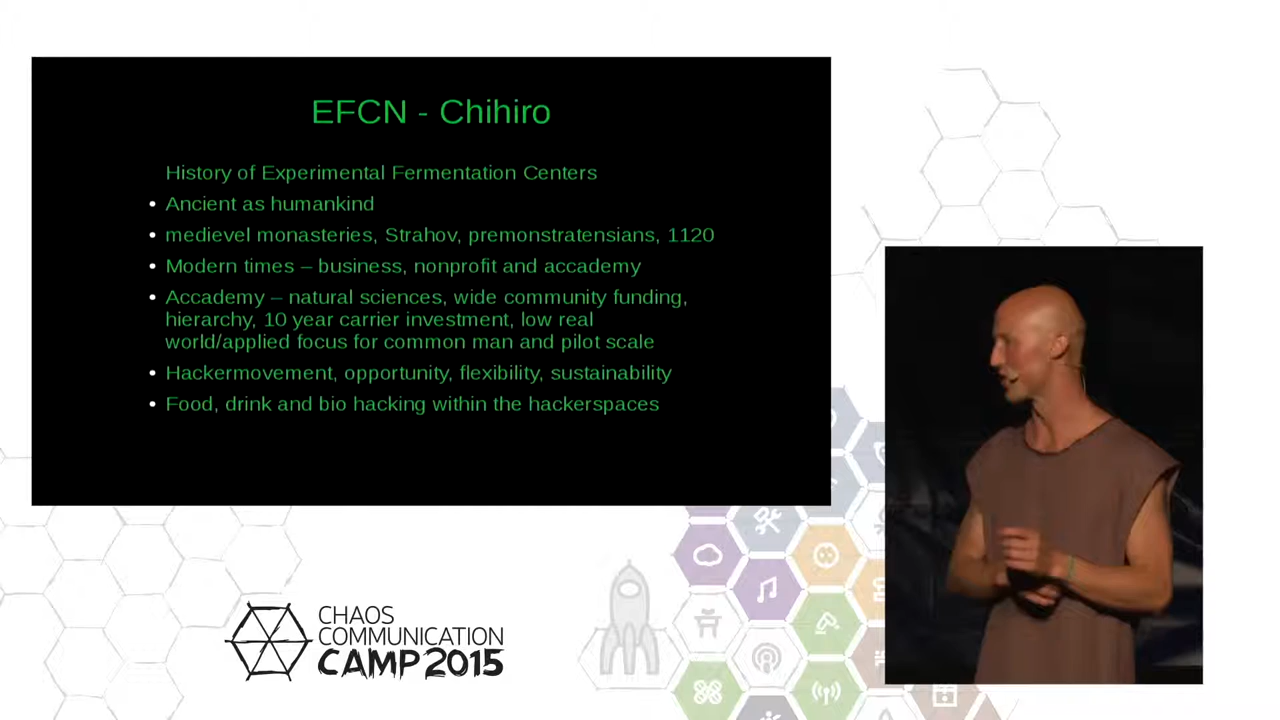 EFCN - Chihiro
History of Experimental Fermentation Centers
Ancient as humankind
medievel monasteries, Strahov, premonstratensians, 1120
Modern times – business, nonprofit and accademy
Accademy – natural sciences, wide community funding,
hierarchy, 10 year carrier investment, low real
world/applied focus for common man and pilot scale
Hackermovement, opportunity, flexibility, sustainability
Food, drink and bio hacking within the hackerspaces
CHAOS
COMMUNICATION
CAMP 2015